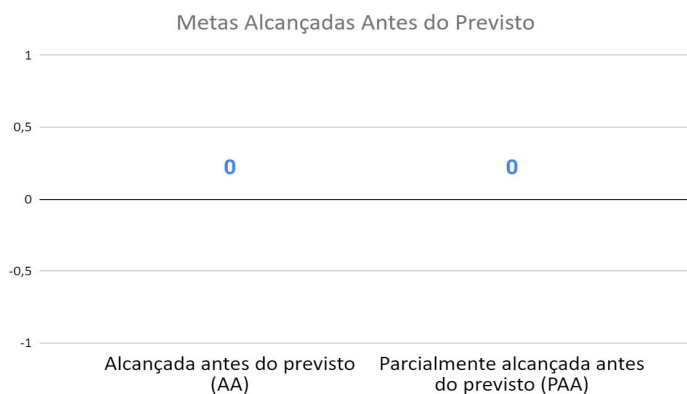 Metas Alcançadas Antes do Previsto
1
0,5
0 0
0
-0,5
-1
Alcançada antes do previsto
(AA)
Parcialmente alcançada antes
do previsto (PAA)